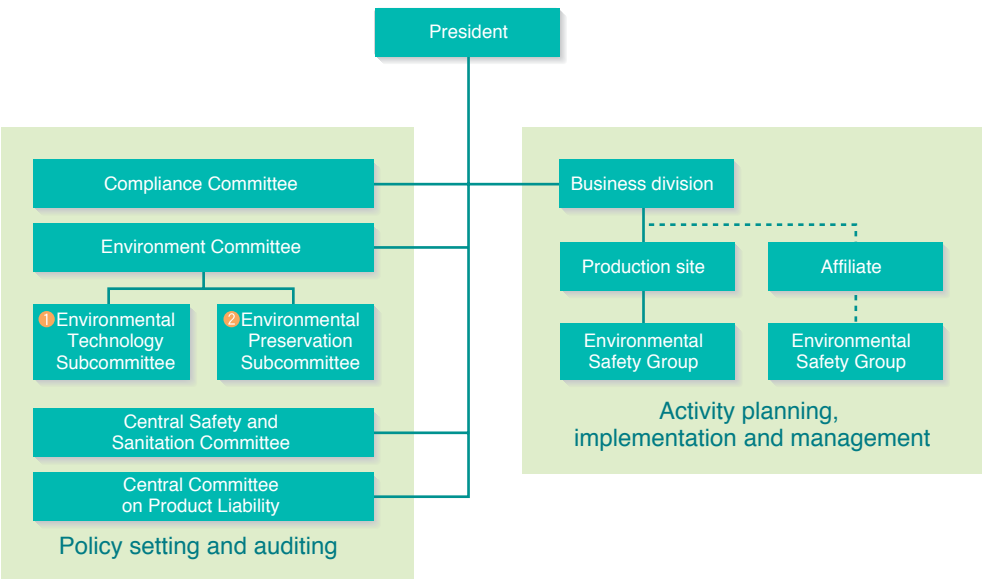 President
Compliance Committee
Environment Committee
① Environmental
Technology
Subcommittee
② Environmental
Preservation
Subcommittee
Central Safety and
Sanitation Committee
Central Committee
on Product Liability
Policy setting and auditing
Business division
Production site
Affiliate
Environmental
Safety Group
Environmental
Safety Group
Activity planning,
implementation and management